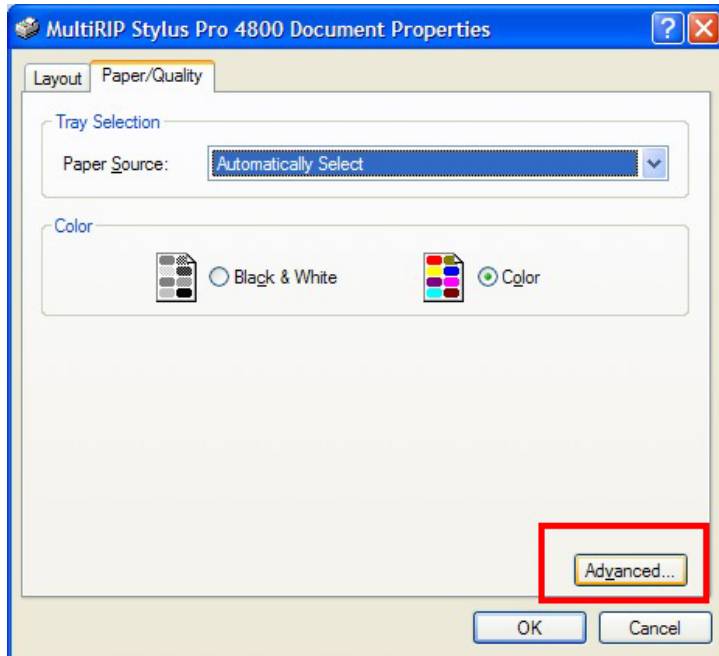 MultiRIP Stylus Pro 4800 Document Properties
Layout Paper/Quality
Tray Selection
Paper Source: Automatically Select
Color
Black & White Color
Advanced...
OK Cancel